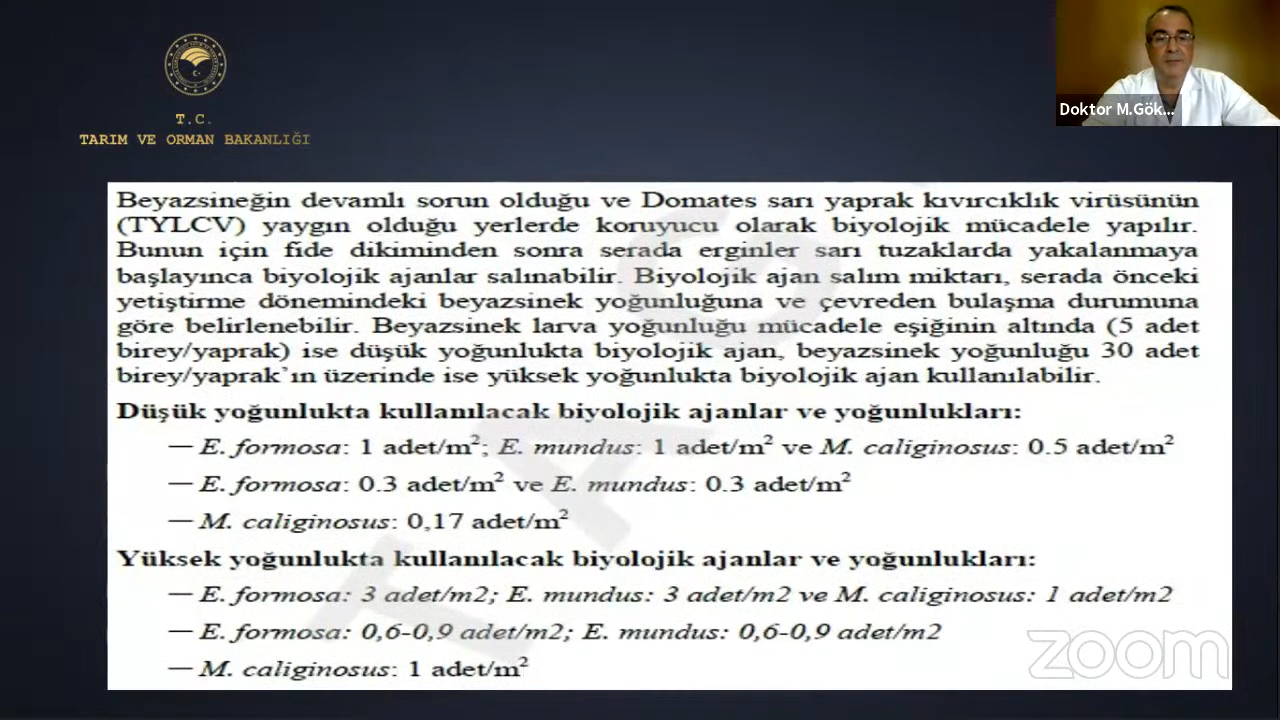 T.C.
TARIM VE ORMAN BAKANLIĞI
Doktor M.Gök...
Beyazsineğin devamlı sorun olduğu ve Domates sarı yaprak kıvırcıklık virüsünün
(TYLCV) yaygın olduğu yerlerde koruyucu olarak biyolojik mücadele yapılır.
Bunun için fide dikiminden sonra serada erginler sarı tuzaklarda yakalanmaya
başlayınca biyolojik ajanlar salınabilir. Biyolojik ajan salım miktarı, serada önceki
yetiştirme dönemindeki beyazsinek yoğunluğuna ve çevreden bulaşma durumuna
göre belirlenebilir. Beyazsinek larva yoğunluğu mücadele eşiğinin altında (5 adet
birey/yaprak) ise düşük yoğunlukta biyolojik ajan, beyazsinek yoğunluğu 30 adet
birey/yaprak’ın üzerinde ise yüksek yoğunlukta biyolojik ajan kullanılabilir.
Düşük yoğunlukta kullanılacak biyolojik ajanlar ve yoğunlukları:
— E. formosa: 1 adet/m²; E. mundus: 1 adet/m² ve M. caliginosus: 0.5 adet/m²
— E. formosa: 0.3 adet/m² ve E. mundus: 0.3 adet/m²
— M. caliginosus: 0,17 adet/m²
Yüksek yoğunlukta kullanılacak biyolojik ajanlar ve yoğunlukları:
— E. formosa: 3 adet/m2; E. mundus: 3 adet/m2 ve M. caliginosus: 1 adet/m2
— E. formosa: 0,6-0,9 adet/m2; E. mundus: 0,6-0,9 adet/m2
— M. caliginosus: 1 adet/m²
zoom